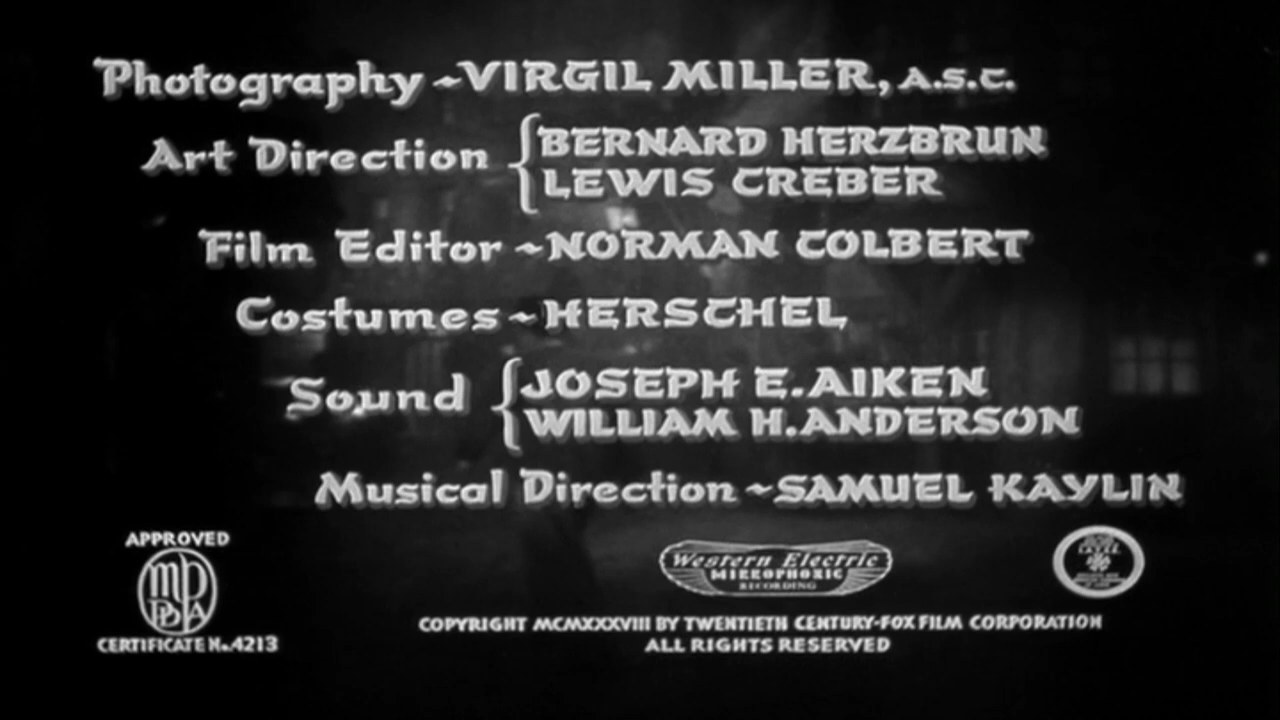 Photography ~ VIRGIL MILLER, A.S.C.
Art Direction { BERNARD HERZBRUN
LEWIS CREBER
Film Editor ~ NORMAN COLBERT
Costumes ~ HERSCHEL
Sound { JOSEPH E. AIKEN
WILLIAM H. ANDERSON
Musical Direction ~ SAMUEL KAYLIN
APPROVED
MPPDA
CERTIFICATE No. 4213
Western Electric
MIRROPHONIC
RECORDING
COPYRIGHT MCMXXXVIII BY TWENTIETH CENTURY-FOX FILM CORPORATION
ALL RIGHTS RESERVED